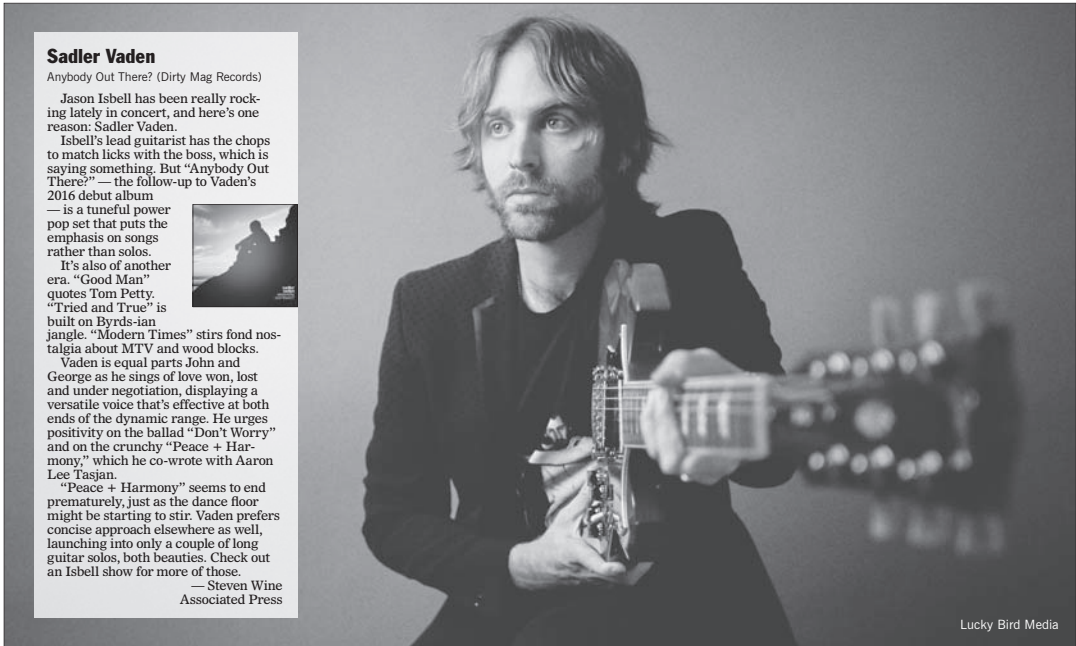 Sadler Vaden
Anybody Out There? (Dirty Mag Records)
Jason Isbell has been really rock-
ing lately in concert, and here's one
reason: Sadler Vaden.
Isbell's lead guitarist has the chops
to match licks with the boss, which is
saying something. But “Anybody Out
There?” — the follow-up to Vaden's
2016 debut album
— is a tuneful power
pop set that puts the
emphasis on songs
rather than solos.
It's also of another
era. “Good Man”
quotes Tom Petty.
“Tried and True” is
built on Byrds-ian
jangle. “Modern Times” stirs fond nos-
talgia about MTV and wood blocks.
Vaden is equal parts John and
George as he sings of love won, lost
and under negotiation, displaying a
versatile voice that's effective at both
ends of the dynamic range. He urges
positivity on the ballad “Don't Worry”
and on the crunchy “Peace + Har-
mony,” which he co-wrote with Aaron
Lee Tasjan.
“Peace + Harmony” seems to end
prematurely, just as the dance floor
might be starting to stir. Vaden prefers
concise approach elsewhere as well,
launching into only a couple of long
guitar solos, both beauties. Check out
an Isbell show for more of those.
— Steven Wine
Associated Press
Lucky Bird Media